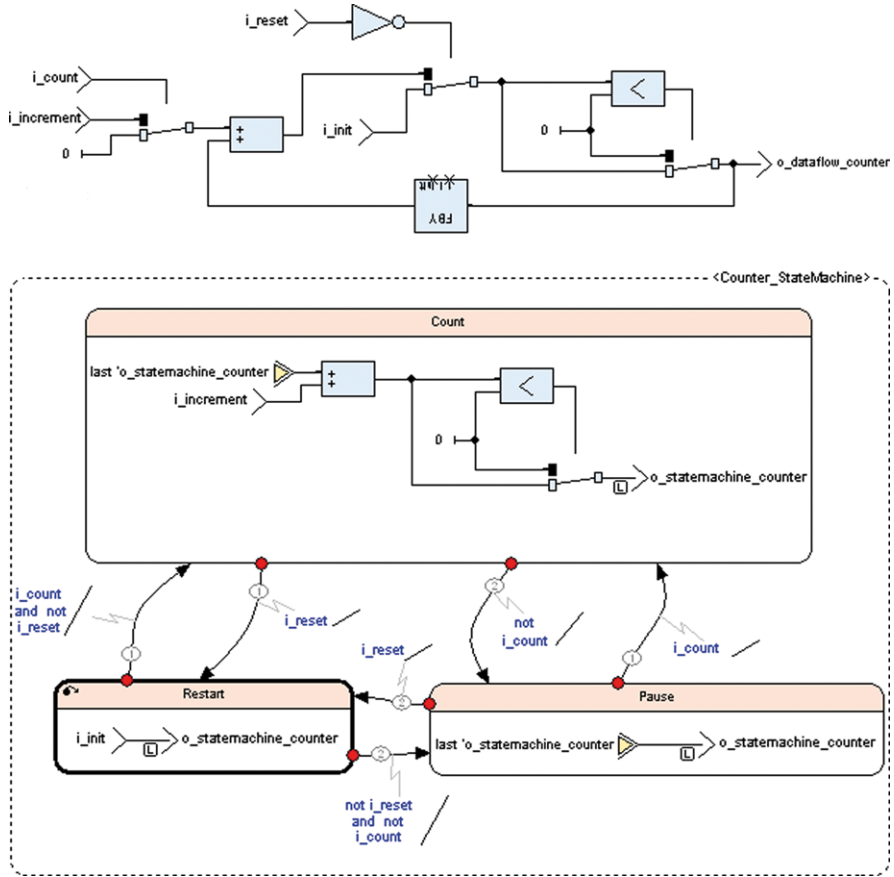 i_reset
i_count
i_increment
0
+
+
i_init
<
0
o_dataflow_counter
i_init
FBY
<Counter_StateMachine>
Count
last 'o_statemachine_counter
+
+
i_increment
<
0
L
o_statemachine_counter
i_count
and not
i_reset
1
1
i_reset
2
not
i_count
1
i_count
i_reset
2
Restart
i_init
L
o_statemachine_counter
2
not i_reset
and not
i_count
Pause
last 'o_statemachine_counter
L
o_statemachine_counter